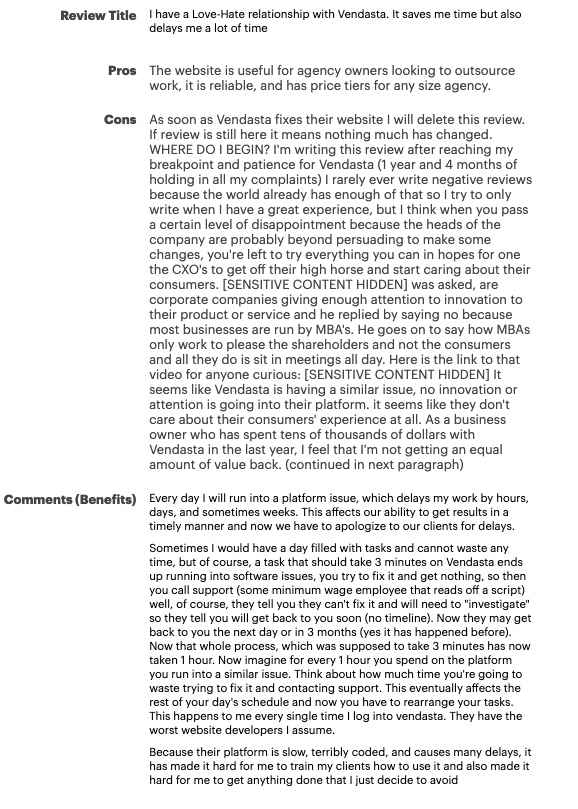 Review Title
I have a Love-Hate relationship with Vendasta. It saves me time but also
delays me a lot of time
Pros
The website is useful for agency owners looking to outsource
work, it is reliable, and has price tiers for any size agency.
Cons
As soon as Vendasta fixes their website I will delete this review.
If review is still here it means nothing much has changed.
WHERE DO I BEGIN? I'm writing this review after reaching my
breakpoint and patience for Vendasta (1 year and 4 months of
holding in all my complaints) I rarely ever write negative reviews
because the world already has enough of that so I try to only
write when I have a great experience, but I think when you pass
a certain level of disappointment because the heads of the
company are probably beyond persuading to make some
changes, you're left to try everything you can in hopes for one
the CXO's to get off their high horse and start caring about their
consumers. [SENSITIVE CONTENT HIDDEN] was asked, are
corporate companies giving enough attention to innovation to
their product or service and he replied by saying no because
most businesses are run by MBA's. He goes on to say how MBAs
only work to please the shareholders and not the consumers
and all they do is sit in meetings all day. Here is the link to that
video for anyone curious: [SENSITIVE CONTENT HIDDEN] It
seems like Vendasta is having a similar issue, no innovation or
attention is going into their platform. it seems like they don't
care about their consumers' experience at all. As a business
owner who has spent tens of thousands of dollars with
Vendasta in the last year, I feel that I'm not getting an equal
amount of value back. (continued in next paragraph)
Comments (Benefits)
Every day I will run into a platform issue, which delays my work by hours,
days, and sometimes weeks. This affects our ability to get results in a
timely manner and now we have to apologize to our clients for delays.
Sometimes I would have a day filled with tasks and cannot waste any
time, but of course, a task that should take 3 minutes on Vendasta ends
up running into software issues, you try to fix it and get nothing, so then
you call support (some minimum wage employee that reads off a script)
well, of course, they tell you they can't fix it and will need to "investigate"
so they tell you will get back to you soon (no timeline). Now they may get
back to you the next day or in 3 months (yes it has happened before).
Now that whole process, which was supposed to take 3 minutes has now
taken 1 hour. Now imagine for every 1 hour you spend on the platform
you run into a similar issue. Think about how much time you're going to
waste trying to fix it and contacting support. This eventually affects the
rest of your day's schedule and now you have to rearrange your tasks.
This happens to me every single time I log into vendasta. They have the
worst website developers I assume.
Because their platform is slow, terribly coded, and causes many delays, it
has made it hard for me to train my clients how to use it and also made it
hard for me to get anything done that I just decide to avoid